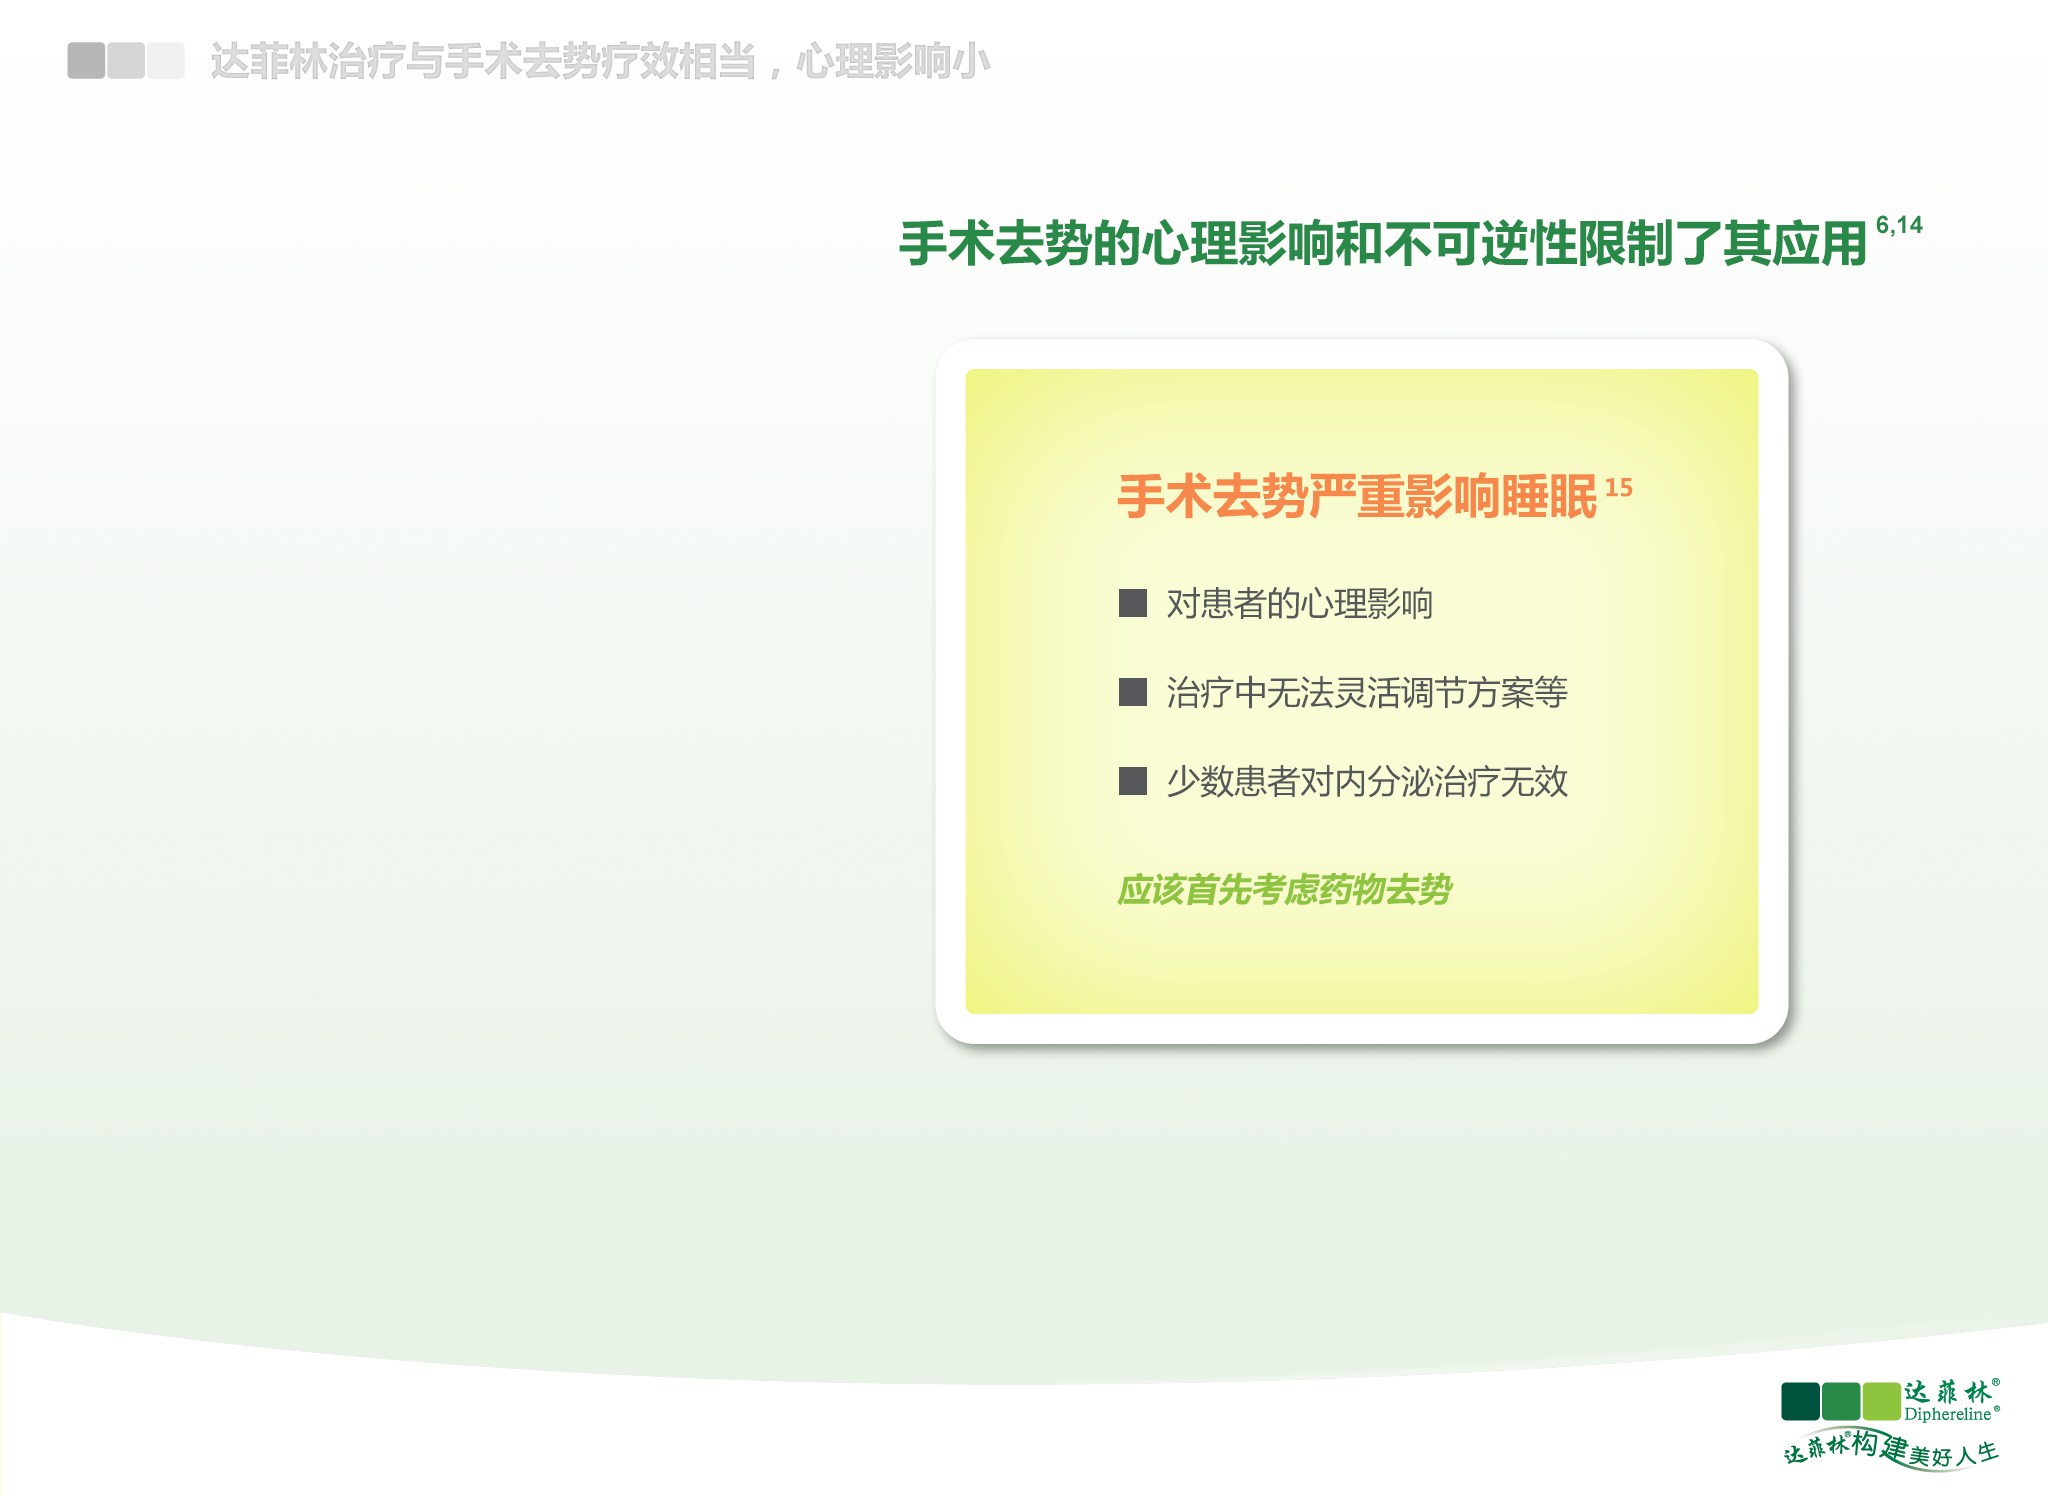 达菲林治疗与手术去势疗效相当，心理影响小
手术去势的心理影响和不可逆性限制了其应用6,14
手术去势严重影响睡眠15
■ 对患者的心理影响
■ 治疗中无法灵活调节方案等
■ 少数患者对内分泌治疗无效
应该首先考虑药物去势
达菲林®
Diphereline®
达菲林®构建美好人生